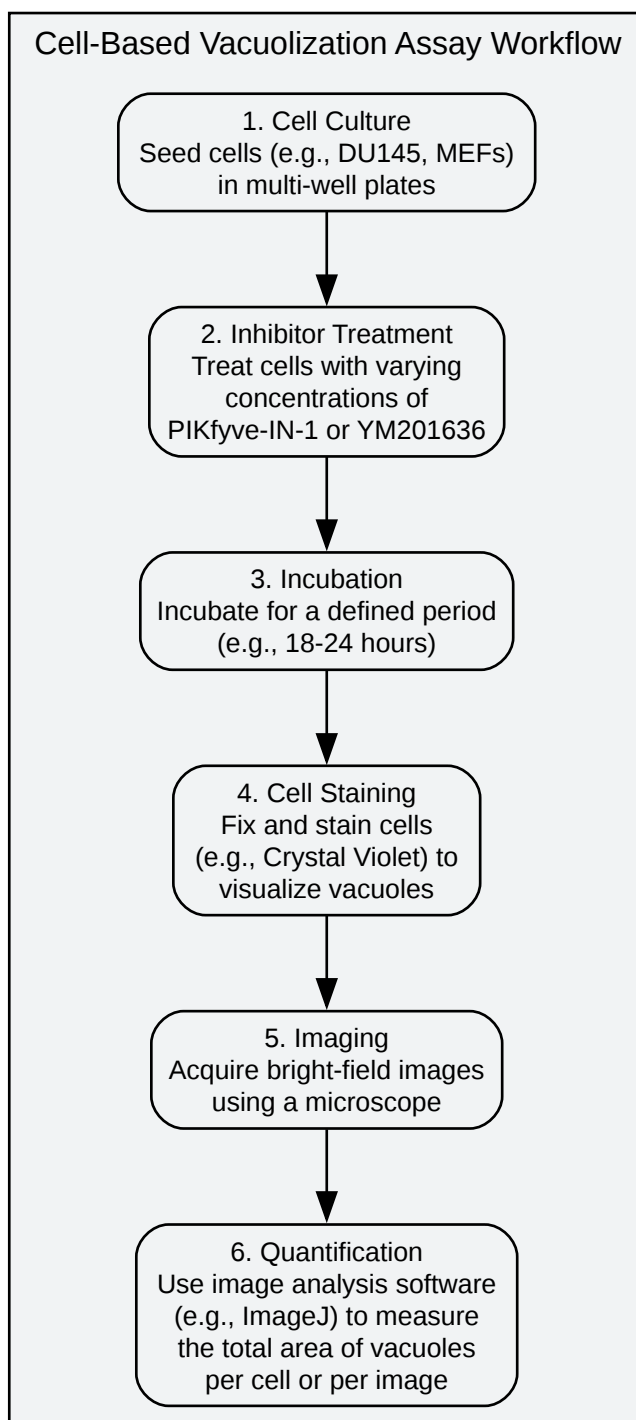 Cell-Based Vacuolization Assay Workflow
1. Cell Culture
Seed cells (e.g., DU145, MEFs)
in multi-well plates
2. Inhibitor Treatment
Treat cells with varying
concentrations of
PIKfyve-IN-1 or YM201636
3. Incubation
Incubate for a defined period
(e.g., 18-24 hours)
4. Cell Staining
Fix and stain cells
(e.g., Crystal Violet) to
visualize vacuoles
5. Imaging
Acquire bright-field images
using a microscope
6. Quantification
Use image analysis software
(e.g., ImageJ) to measure
the total area of vacuoles
per cell or per image